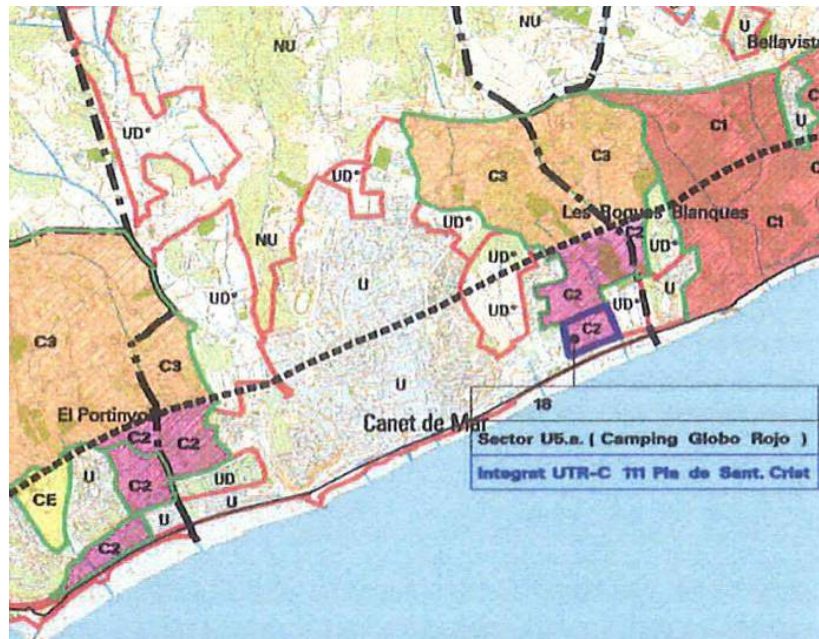 U
Bellavista
NU
UD*
C1
C
U
C3
C3
UD*
C
Les Roques Blanques
UD*
C1
NU
UD*
C2
UD*
U
UD*
U
UD*
C2
UD*
C3
C3
C2
U
18
El Portinyol
Canet de Mar
Sector U5.a. ( Camping Globo Rojo )
C2
C2
Integrat UTR-C 111 Pla de Sant. Crist
U
UD
CE
C2
U
U
C2